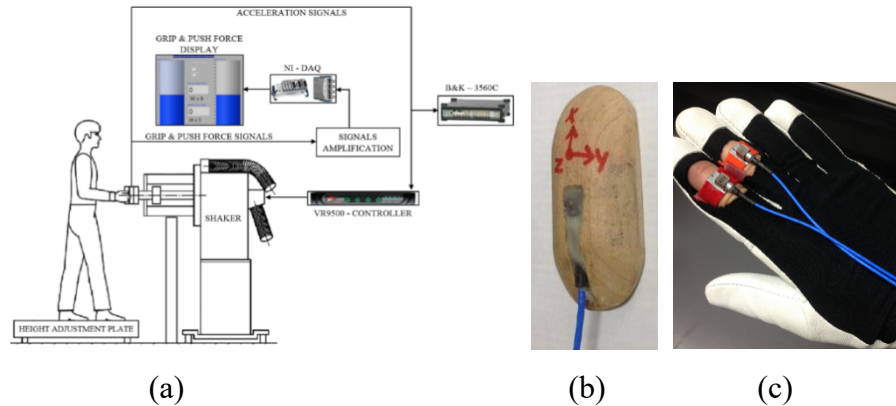 ACCELERATION SIGNALS
GRIP & PUSH FORCE
DISPLAY
NI - DAQ
B&K – 3560C
GRIP & PUSH FORCE SIGNALS
SIGNALS
AMPLIFICATION
SHAKER
VR9500 - CONTROLLER
HEIGHT ADJUSTMENT PLATE
X
Z
Y
(a)
(b)
(c)